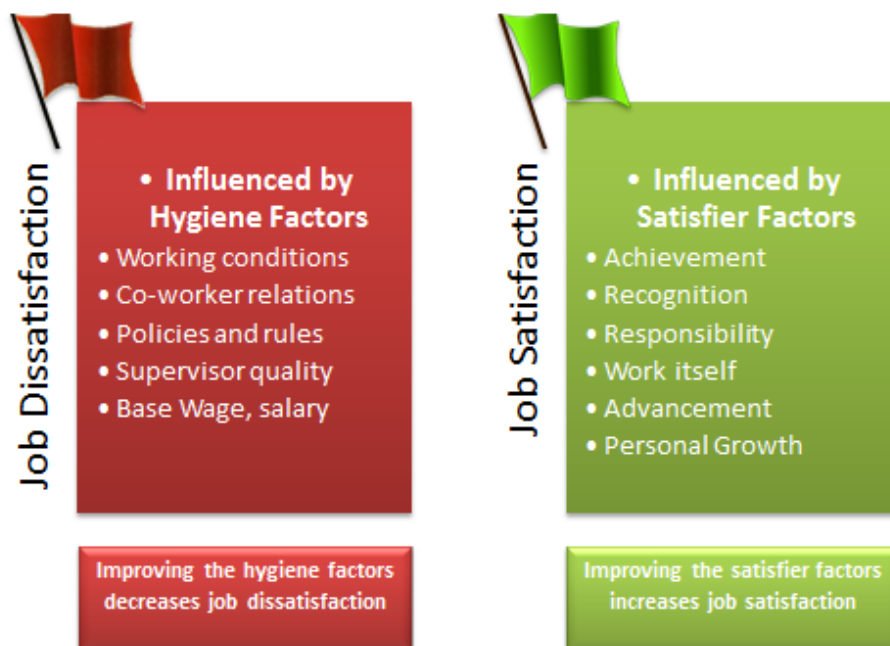 Job Dissatisfaction
• Influenced by
Hygiene Factors
• Working conditions
• Co-worker relations
• Policies and rules
• Supervisor quality
• Base Wage, salary
Improving the hygiene factors
decreases job dissatisfaction
Job Satisfaction
• Influenced by
Satisfier Factors
• Achievement
• Recognition
• Responsibility
• Work itself
• Advancement
• Personal Growth
Improving the satisfier factors
increases job satisfaction